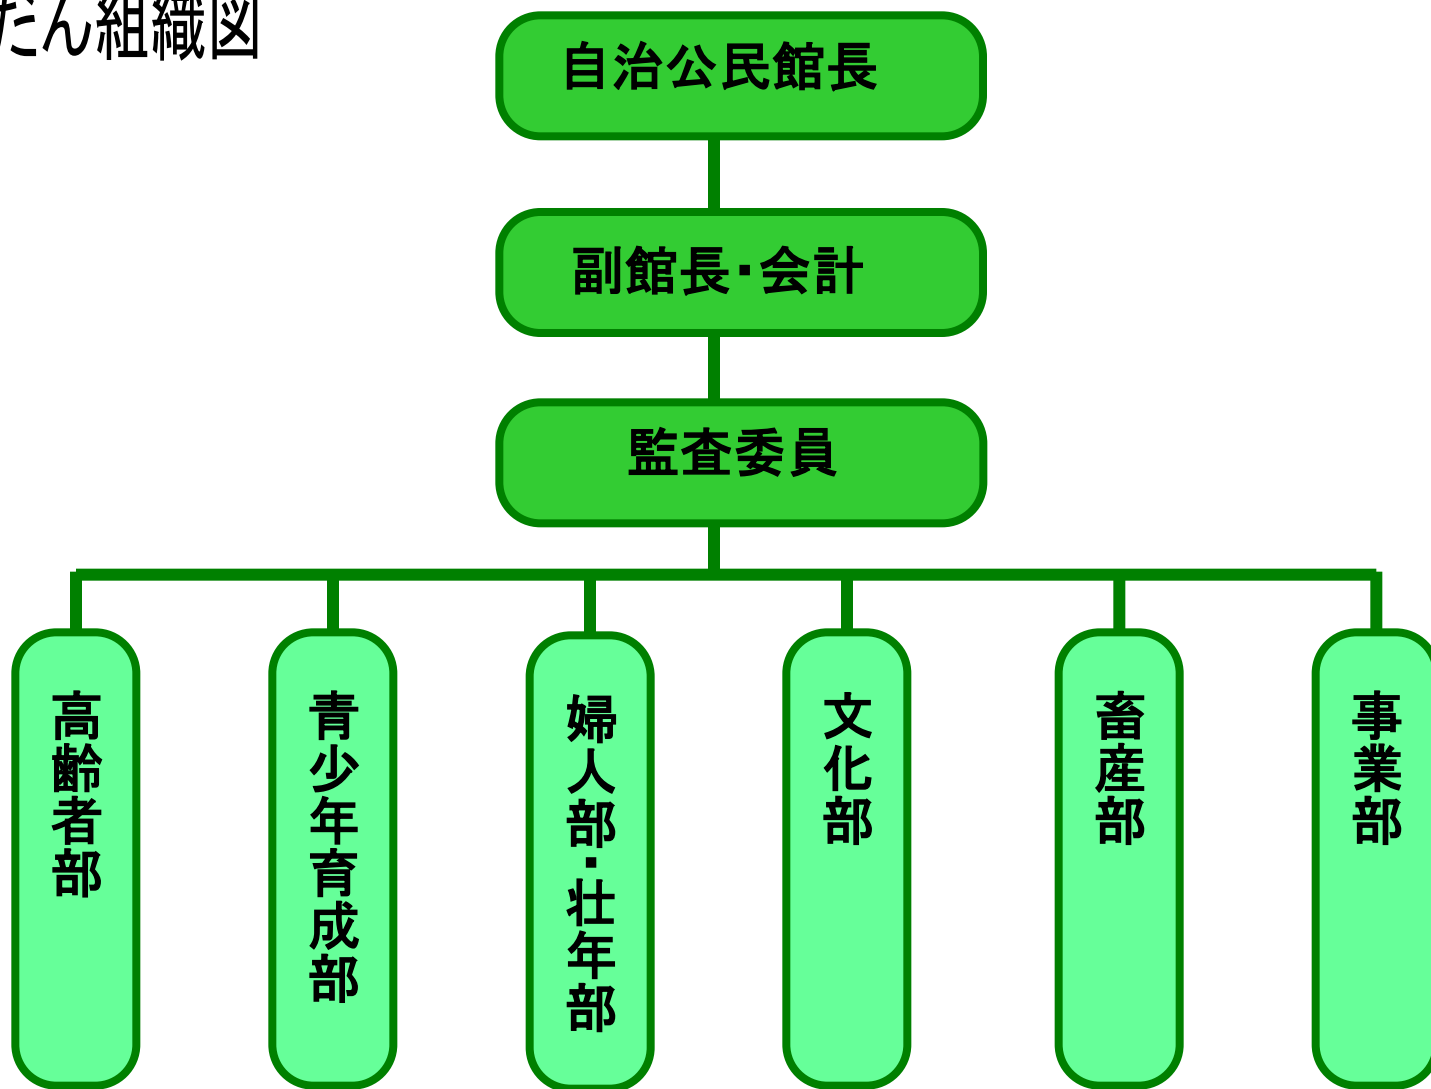 だん組織図
自治公民館長
副館長・会計
監査委員
高齢者部
青少年育成部
婦人部・壮年部
文化部
畜産部
事業部